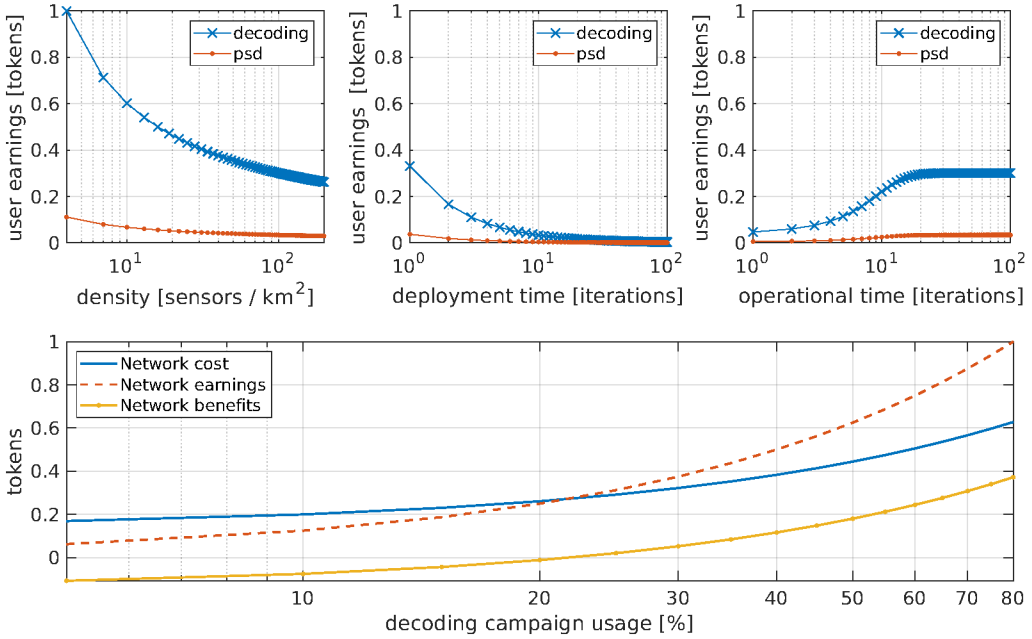 1
0.8
0.6
0.4
0.2
0
user earnings [tokens]
decoding
psd
10^1
10^2
density [sensors / km^2]
1
0.8
0.6
0.4
0.2
0
user earnings [tokens]
decoding
psd
10^0
10^1
10^2
deployment time [iterations]
1
0.8
0.6
0.4
0.2
0
user earnings [tokens]
decoding
psd
10^0
10^1
10^2
operational time [iterations]
1
0.8
0.6
0.4
0.2
0
tokens
Network cost
Network earnings
Network benefits
10
20
30
40
50
60
70
80
decoding campaign usage [%]